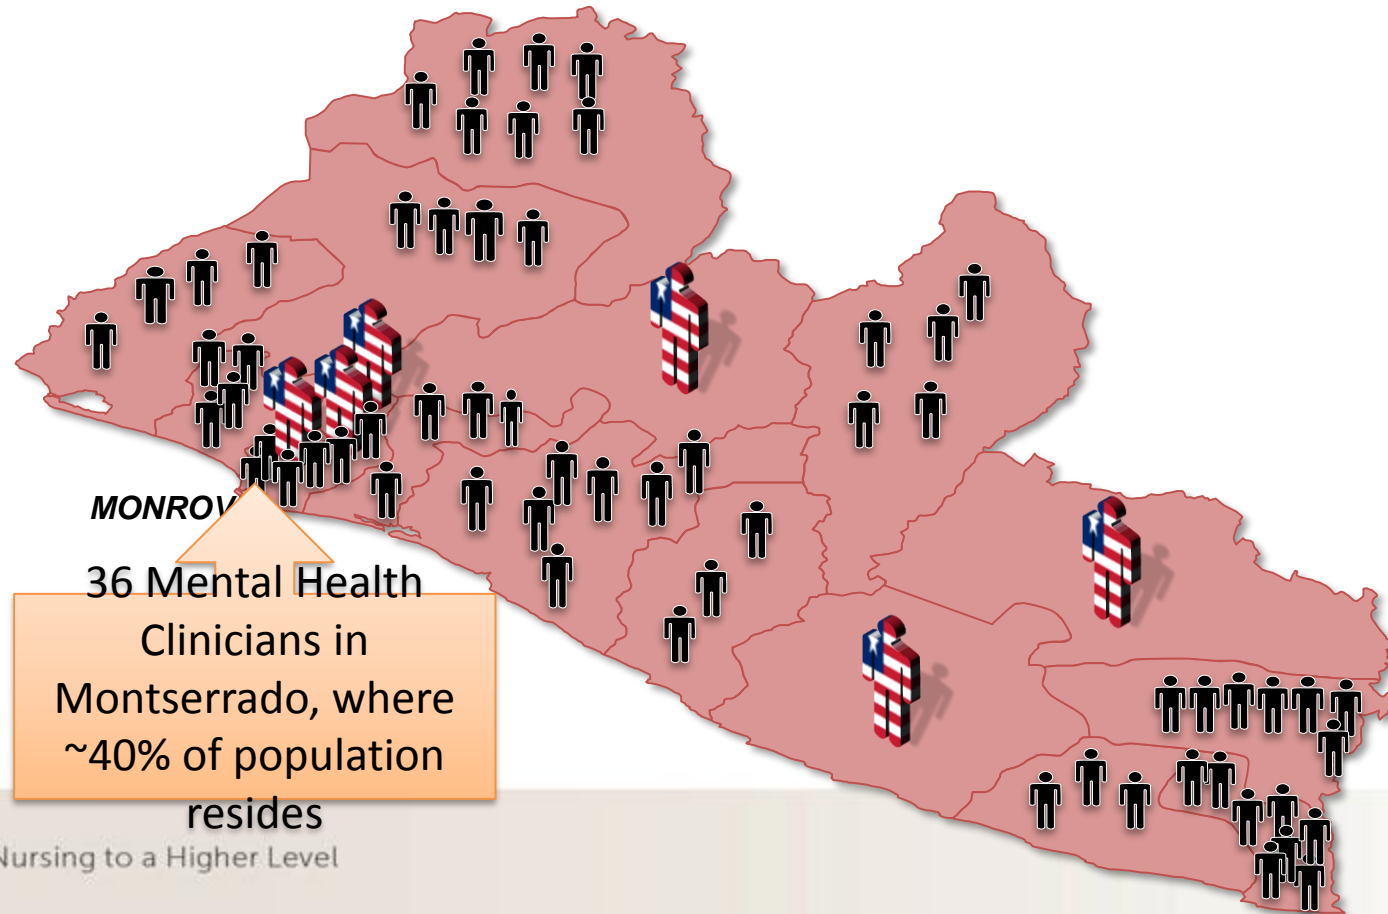 MONROV
36 Mental Health
Clinicians in
Montserrado, where
~40% of population
resides
Nursing to a Higher Level